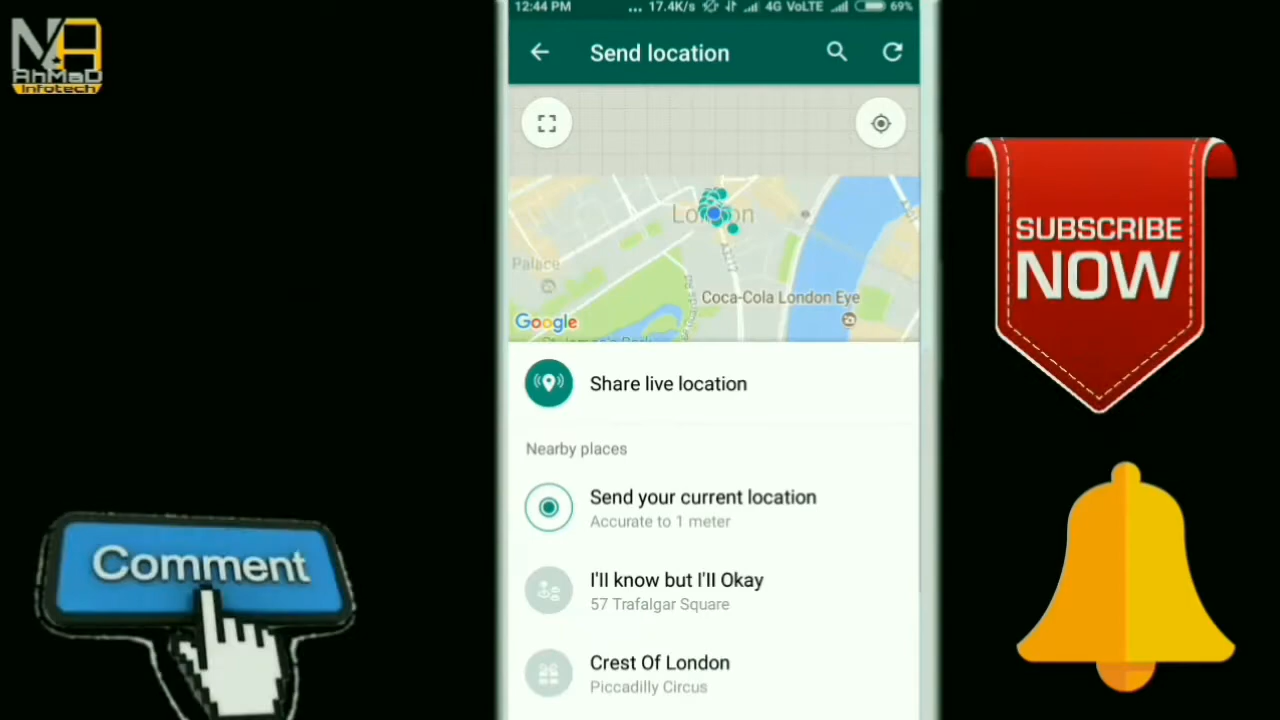 NA
AhMaD
Infotech
12:44 PM
... 17.4K/s 4G VoLTE 69%
Send location
London
Palace
A3212
Coca-Cola London Eye
Google
Share live location
Nearby places
Send your current location
Accurate to 1 meter
I'll know but I'll Okay
57 Trafalgar Square
Crest Of London
Piccadilly Circus
Comment
SUBSCRIBE
NOW